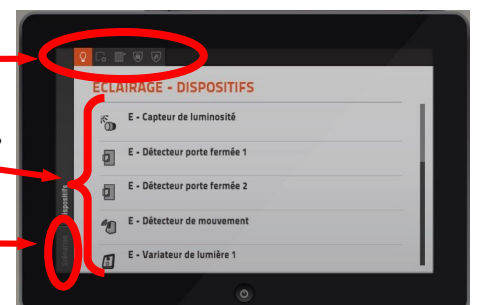 ECLAIRAGE - DISPOSITIFS
E - Capteur de luminosité
E - Détecteur porte fermée 1
E - Détecteur porte fermée 2
E - Détecteur de mouvement
E - Variateur de lumière 1
Dispositifs
Scénarios